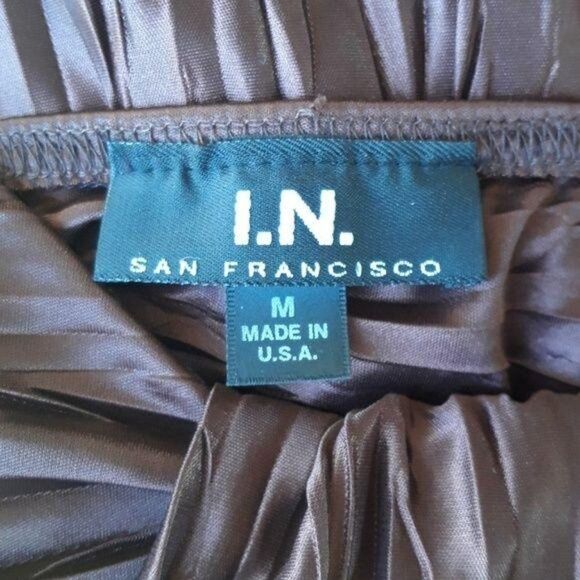 I.N.
SAN FRANCISCO
M
MADE IN
U.S.A.